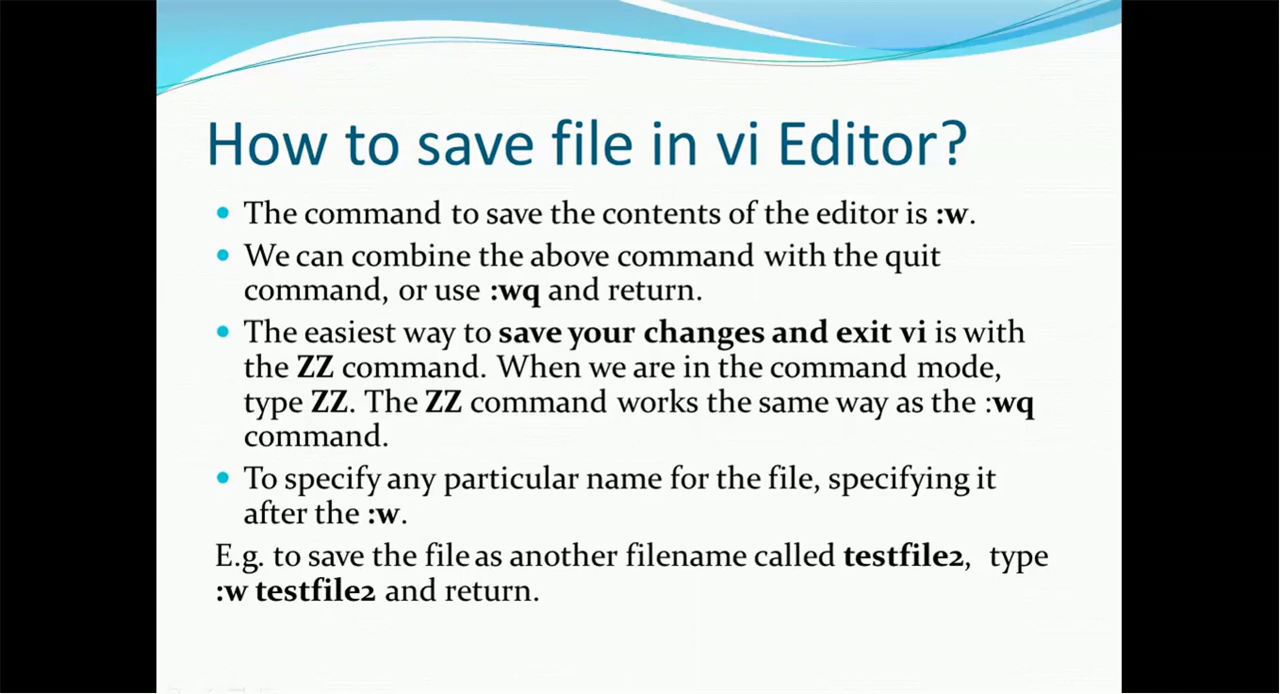 How to save file in vi Editor?
The command to save the contents of the editor is :w.
We can combine the above command with the quit
command, or use :wq and return.
The easiest way to save your changes and exit vi is with
the ZZ command. When we are in the command mode,
type ZZ. The ZZ command works the same way as the :wq
command.
To specify any particular name for the file, specifying it
after the :w.
E.g. to save the file as another filename called testfile2, type
:w testfile2 and return.